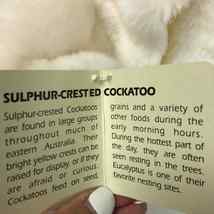 SULPHUR-CRESTED COCKATOO
Sulphur-crested Cockatoos
are found in large groups
throughout much of
eastern Australia. Their
bright yellow crests can be
raised for display, or if they
are afraid or curious.
Cockatoos feed on seed,
grains and a variety of
other foods during the
early morning hours.
During the hottest part of
the day, they are often
seen resting in the trees.
Eucalyptus is one of their
favorite nesting sites.